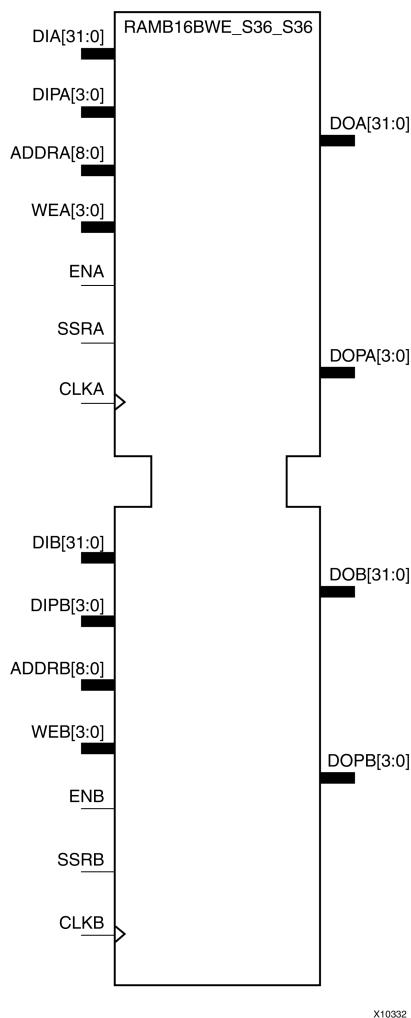 RAMB16BWE_S36_S36
DIA[31:0]
DIPA[3:0]
DOA[31:0]
ADDRA[8:0]
WEA[3:0]
ENA
SSRA
DOPA[3:0]
CLKA
DIB[31:0]
DOB[31:0]
DIPB[3:0]
ADDRB[8:0]
WEB[3:0]
DOPB[3:0]
ENB
SSRB
CLKB
X10332